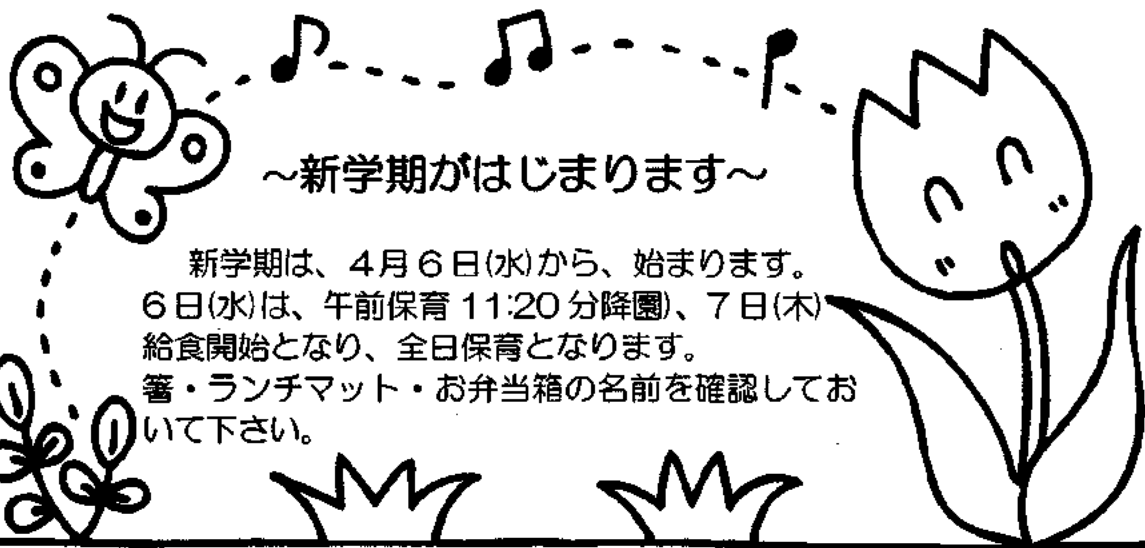 ～新学期がはじまります～
新学期は、4月6日(水)から、始まります。
6日(水)は、午前保育11:20分降園)、7日(木)
給食開始となり、全日保育となります。
箸・ランチマット・お弁当箱の名前を確認してお
いて下さい。